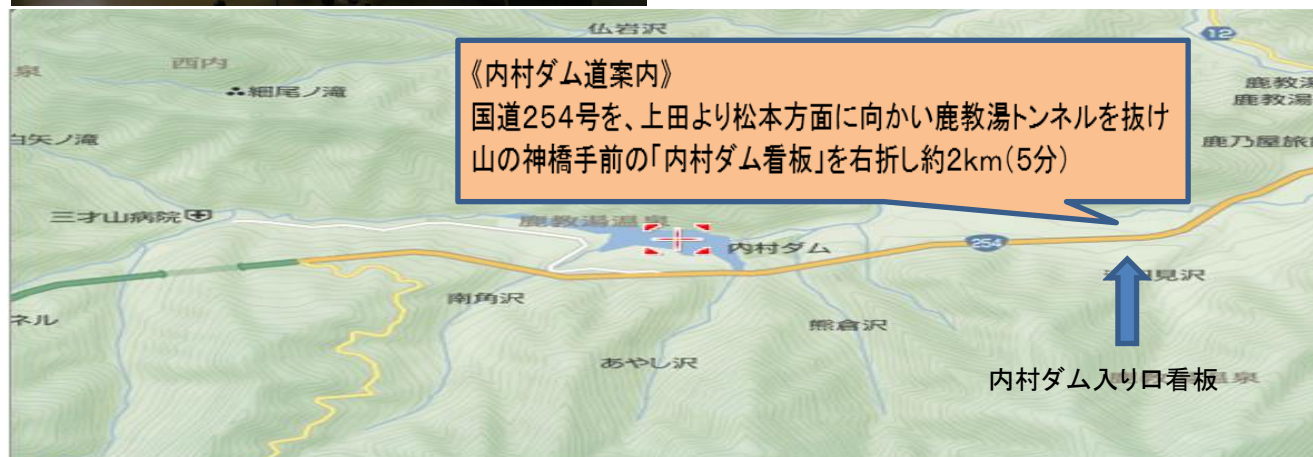 仏岩沢
12
西内
泉
細尾ノ滝
《内村ダム道案内》
国道254号を、上田より松本方面に向かい鹿教湯トンネルを抜け
山の神橋手前の「内村ダム看板」を右折し約2km(5分)
鹿教湯
鹿教湯
白矢ノ滝
鹿乃屋旅
三才山病院
鹿教湯温泉
内村ダム
254
見沢
南角沢
ネル
熊倉沢
あやし沢
内村ダム入り口看板
泉